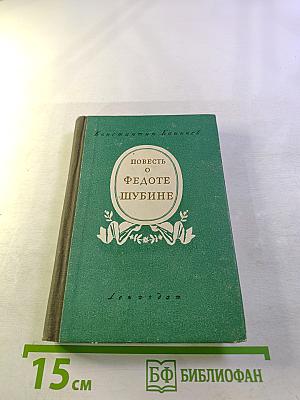 Константин Коничев
ПОВЕСТЬ
О
ФЕДОТЕ
ШУБИНЕ
Лениздат
15 см
БФ БИБЛИОФАН